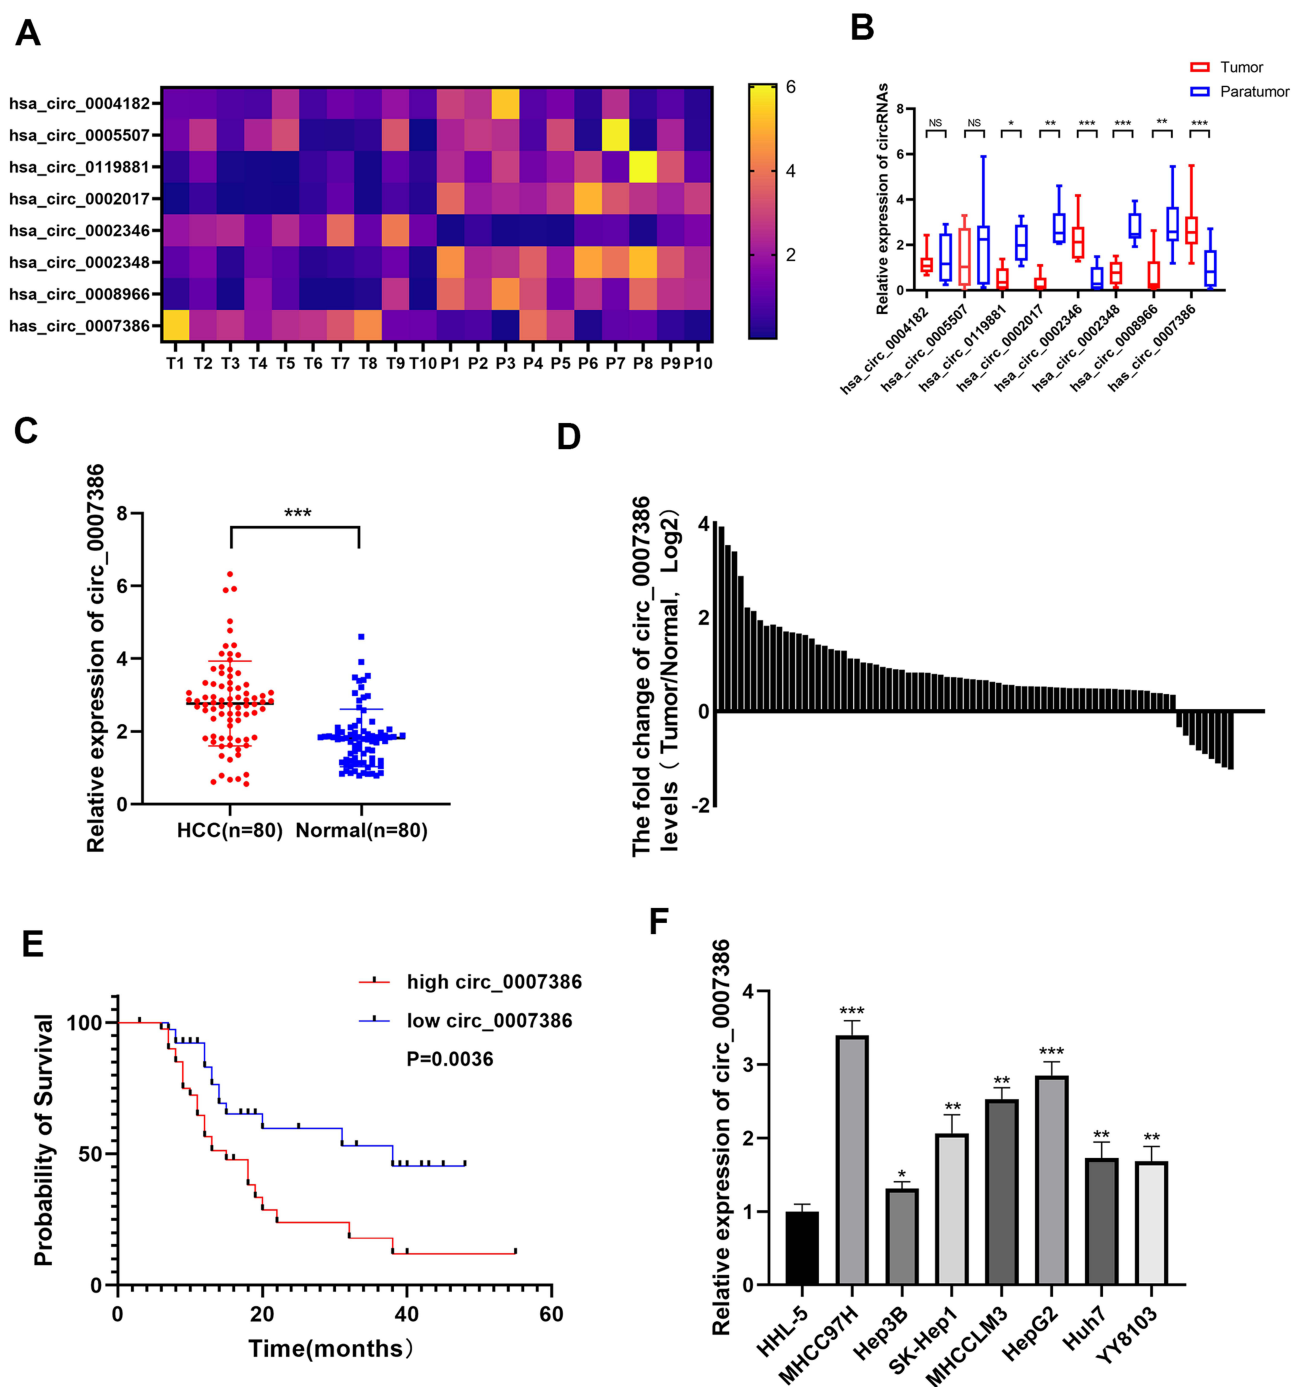 A
hsa_circ_0004182
hsa_circ_0005507
hsa_circ_0119881
hsa_circ_0002017
hsa_circ_0002346
hsa_circ_0002348
hsa_circ_0008966
has_circ_0007386
T1 T2 T3 T4 T5 T6 T7 T8 T9 T10 P1 P2 P3 P4 P5 P6 P7 P8 P9 P10
6
4
2
B
Tumor
Paratumor
Relative expression of circRNAs
8
6
4
2
0
NS NS * ** *** *** ** ***
hsa_circ_0004182
hsa_circ_0005507
hsa_circ_0119881
hsa_circ_0002017
hsa_circ_0002346
hsa_circ_0002348
hsa_circ_0008966
has_circ_0007386
C
Relative expression of circ_0007386
8
6
4
2
0
***
HCC(n=80) Normal(n=80)
D
The fold change of circ_0007386
levels ( Tumor/Normal, Log2)
4
2
0
-2
E
high circ_0007386
low circ_0007386
P=0.0036
Probability of Survival
100
50
0
0 20 40 60
Time(months)
F
Relative expression of circ_0007386
4
3
2
1
0
*** * ** ** *** ** **
HHL-5
MHCC97H
Hep3B
SK-Hep1
MHCCLM3
HepG2
Huh7
YY8103